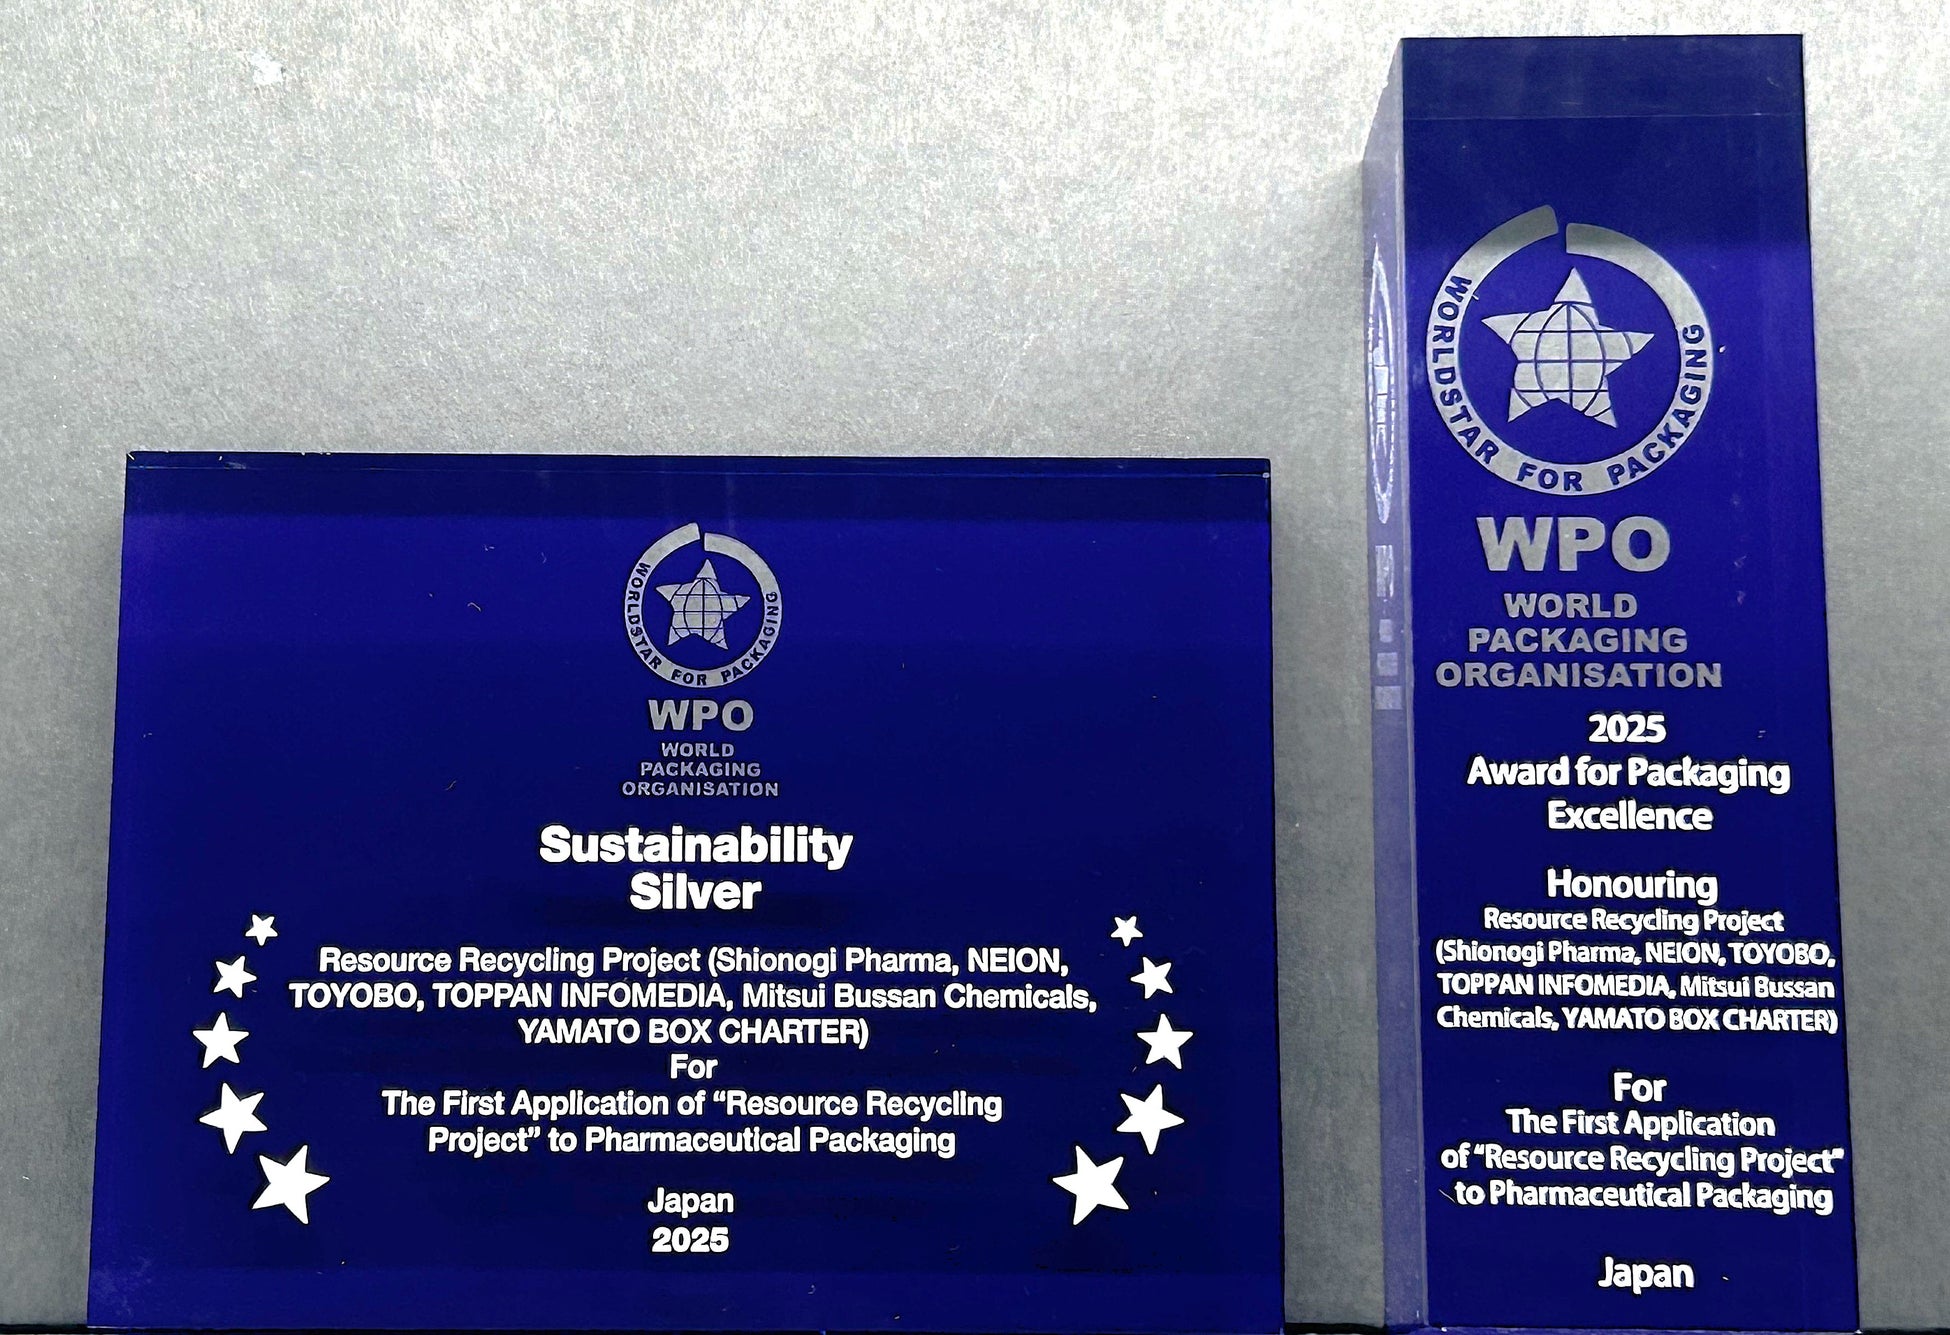 WORLDSTAR FOR PACKAGING
WPO
WORLD
PACKAGING
ORGANISATION
Sustainability
Silver
Resource Recycling Project (Shionogi Pharma, NEION,
TOYOBO, TOPPAN INFOMEDIA, Mitsui Bussan Chemicals,
YAMATO BOX CHARTER)
For
The First Application of “Resource Recycling
Project” to Pharmaceutical Packaging
Japan
2025
WORLDSTAR FOR PACKAGING
WPO
WORLD
PACKAGING
ORGANISATION
2025
Award for Packaging
Excellence
Honouring
Resource Recycling Project
(Shionogi Pharma, NEION, TOYOBO,
TOPPAN INFOMEDIA, Mitsui Bussan
Chemicals, YAMATO BOX CHARTER)
For
The First Application
of “Resource Recycling Project”
to Pharmaceutical Packaging
Japan